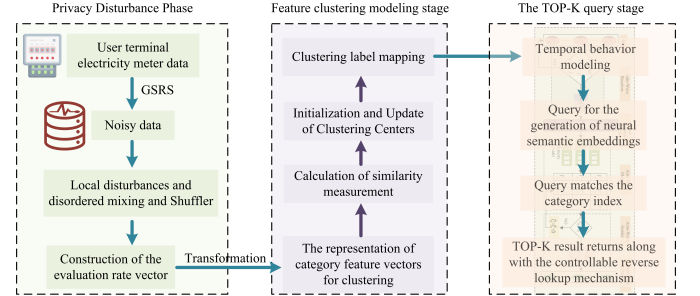 Privacy Disturbance Phase
User terminal
electricity meter data
GSRS
Noisy data
Local disturbances and
disordered mixing and Shuffler
Construction of the
evaluation rate vector
Transformation
Feature clustering modeling stage
Clustering label mapping
Initialization and Update
of Clustering Centers
Calculation of similarity
measurement
The representation of
category feature vectors
for clustering
The TOP-K query stage
Temporal behavior
modeling
Query for the
generation of neural
semantic embeddings
Query matches the
category index
TOP-K result returns along
with the controllable reverse
lookup mechanism